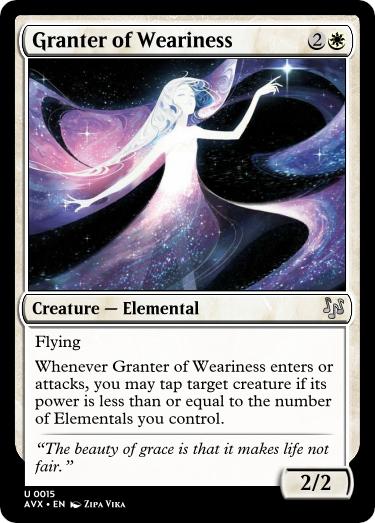 Granter of Weariness 2
Creature — Elemental
Flying
Whenever Granter of Weariness enters or
attacks, you may tap target creature if its
power is less than or equal to the number
of Elementals you control.
“The beauty of grace is that it makes life not
fair.”
2/2
U 0015
AVX • EN Zipa Vika